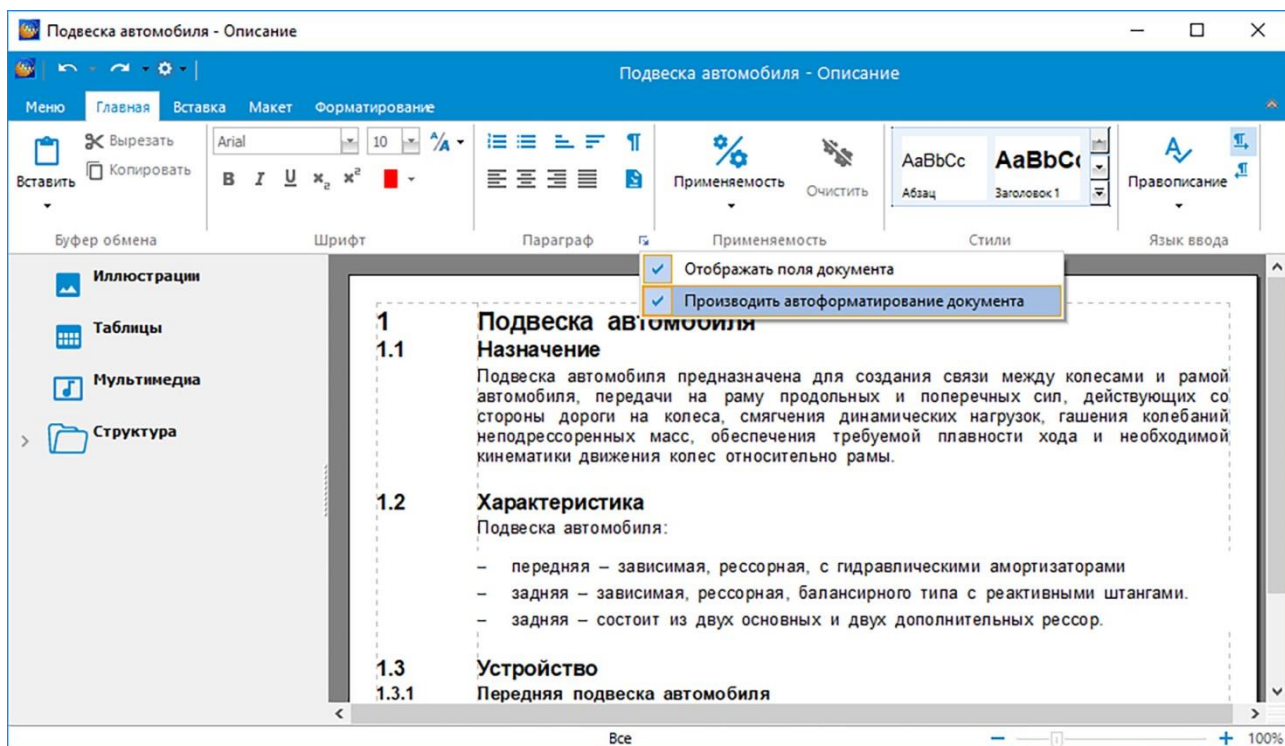 Подвеска автомобиля - Описание
Подвеска автомобиля - Описание
Меню Главная Вставка Макет Форматирование
Вставить
Вырезать
Копировать
Буфер обмена
Arial 10
B I U x₂ x²
Шрифт
Параграф
Применяемость
Очистить
Применяемость
AaBbCc
Абзац
AaBbCc
Заголовок 1
Стили
Правописание
Язык ввода
Отображать поля документа
Производить автоформатирование документа
Иллюстрации
Таблицы
Мультимедиа
Структура
1 Подвеска автомобиля
1.1 Назначение
Подвеска автомобиля предназначена для создания связи между колесами и рамой
автомобиля, передачи на раму продольных и поперечных сил, действующих со
стороны дороги на колеса, смягчения динамических нагрузок, гашения колебаний
неподрессоренных масс, обеспечения требуемой плавности хода и необходимой
кинематики движения колес относительно рамы.
1.2 Характеристика
Подвеска автомобиля:
– передняя – зависимая, рессорная, с гидравлическими амортизаторами
– задняя – зависимая, рессорная, балансирного типа с реактивными штангами.
– задняя – состоит из двух основных и двух дополнительных рессор.
1.3 Устройство
1.3.1 Передняя подвеска автомобиля
Все
100%